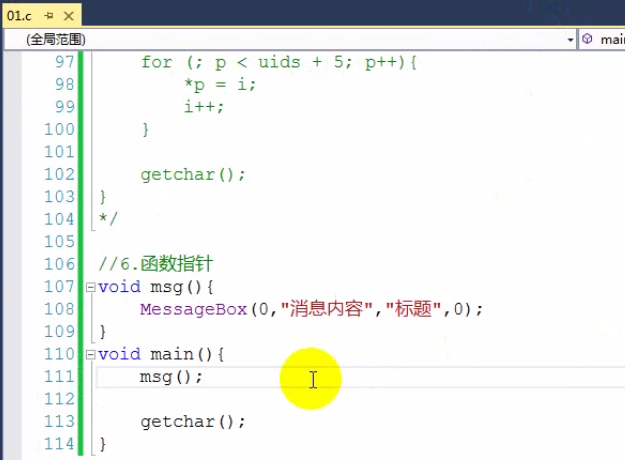 01.c
(全局范围)
mai
97 for (; p < uids + 5; p++){
98 *p = i;
99 i++;
100 }
101
102 getchar();
103 }
104 */
105
106 //6.函数指针
107 void msg(){
108 MessageBox(0,"消息内容","标题",0);
109 }
110 void main(){
111 msg();
112
113 getchar();
114 }